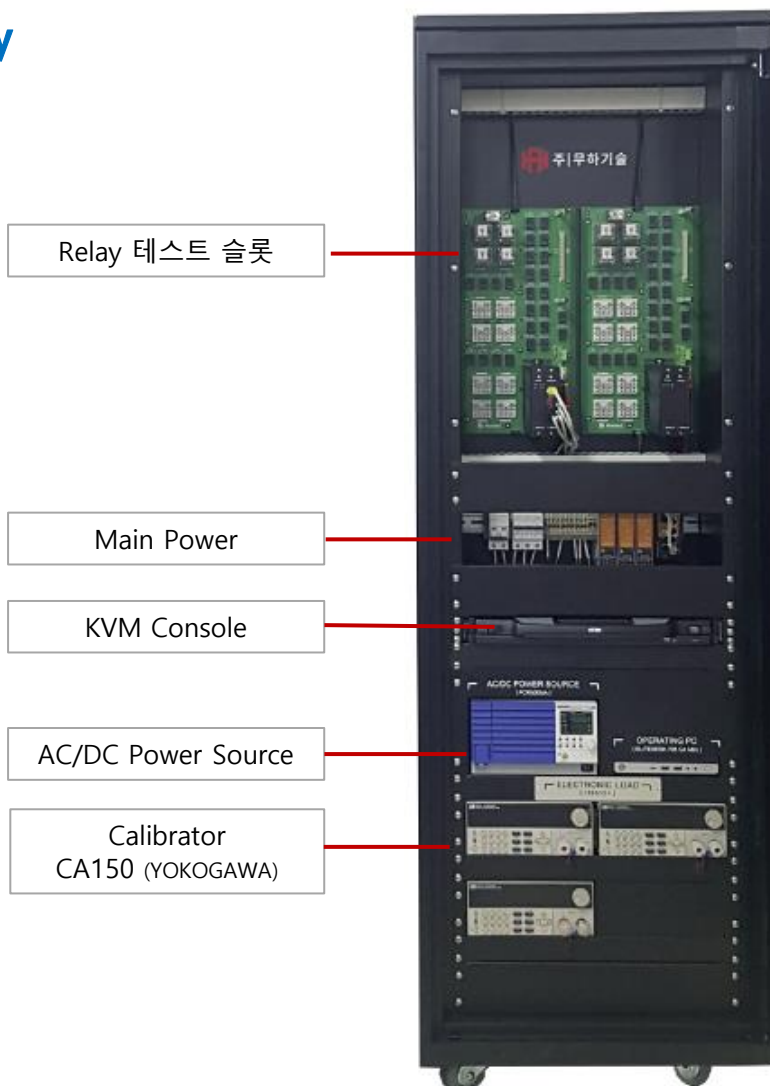 y
주|무하기술
Relay 테스트 슬롯
Main Power
KVM Console
AC/DC POWER SOURCE
AC/DC Power Source
OPERATING PC
ELECTRONIC LOAD
Calibrator
CA150 (YOKOGAWA)